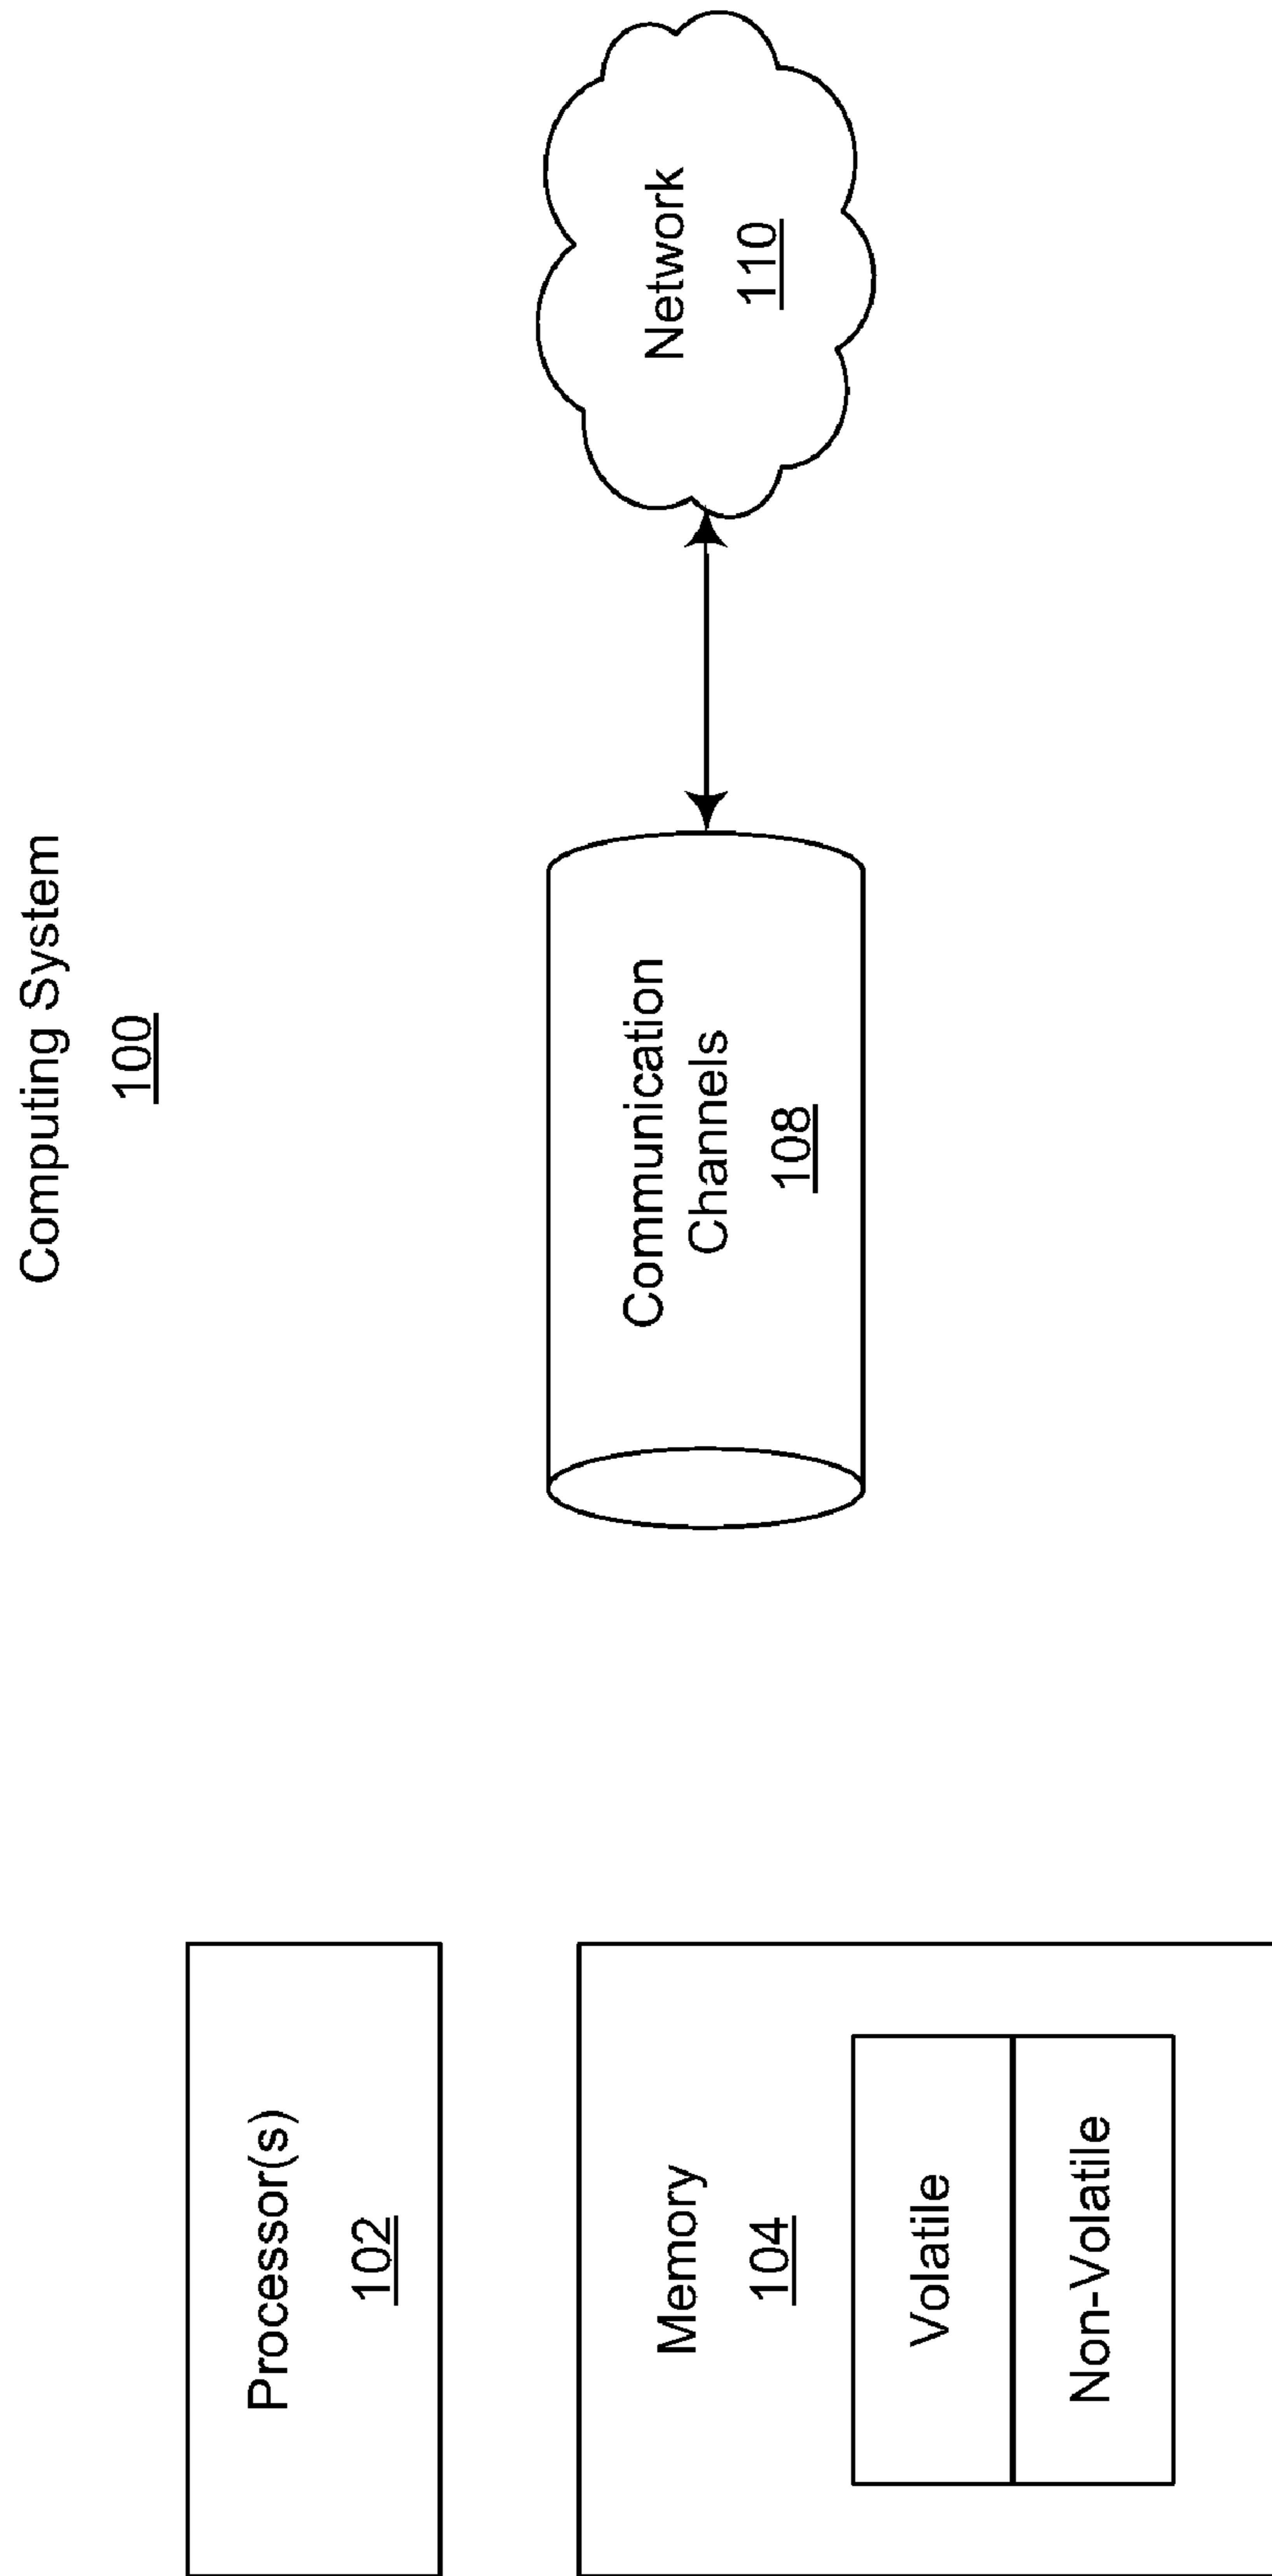 Computing System
100
Processor(s)
102
Memory
104
Volatile
Non-Volatile
Communication
Channels
108
Network
110